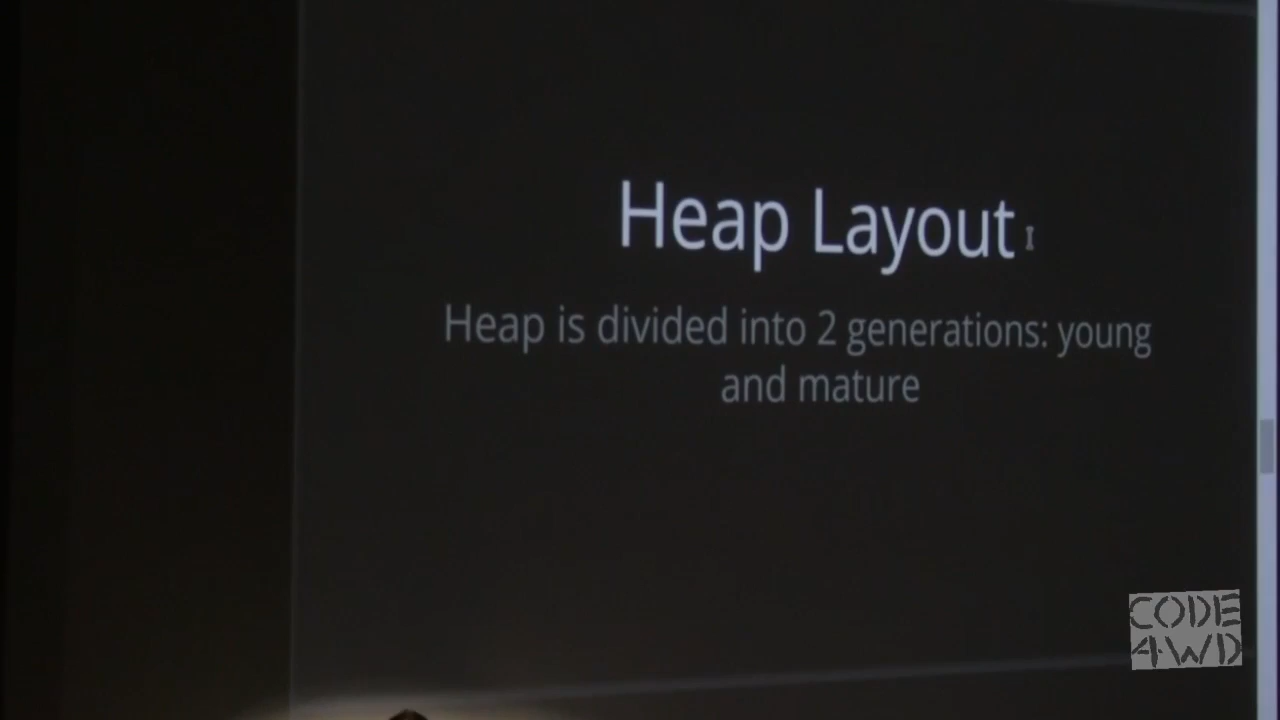 Heap Layout
Heap is divided into 2 generations: young
and mature
CODE
4WD